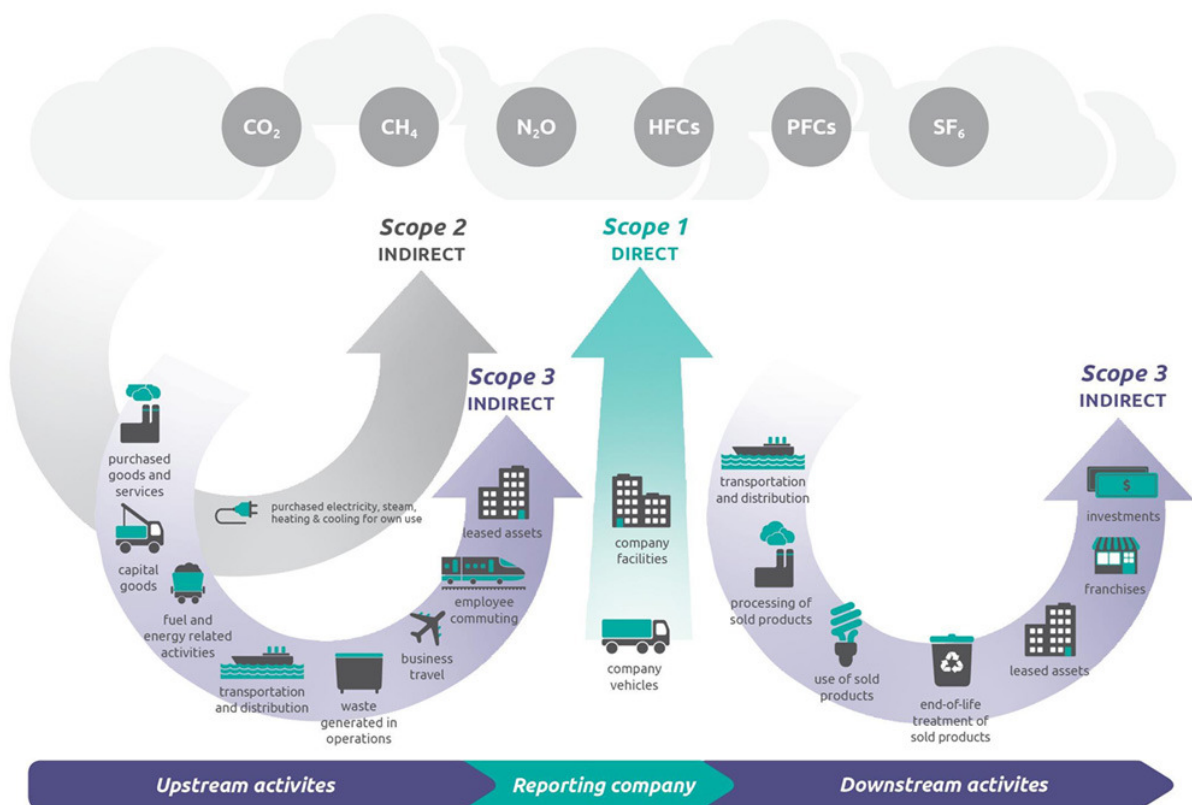 CO₂
CH₄
N₂O
HFCs
PFCs
SF₆
Scope 2
INDIRECT
Scope 1
DIRECT
Scope 3
INDIRECT
Scope 3
INDIRECT
purchased
goods and
services
capital
goods
fuel and
energy related
activities
transportation
and distribution
waste
generated in
operations
business
travel
employee
commuting
leased assets
purchased electricity, steam,
heating & cooling for own use
company
facilities
company
vehicles
transportation
and distribution
processing of
sold products
use of sold
products
end-of-life
treatment of
sold products
leased assets
franchises
$
investments
Upstream activites
Reporting company
Downstream activites